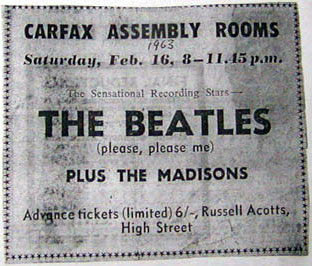 CARFAX ASSEMBLY ROOMS
1963
Saturday, Feb. 16, 8—11.45 p.m.
The Sensational Recording Stars—
THE BEATLES
(please, please me)
PLUS THE MADISONS
Advance tickets (limited) 6/-, Russell Acotts,
High Street